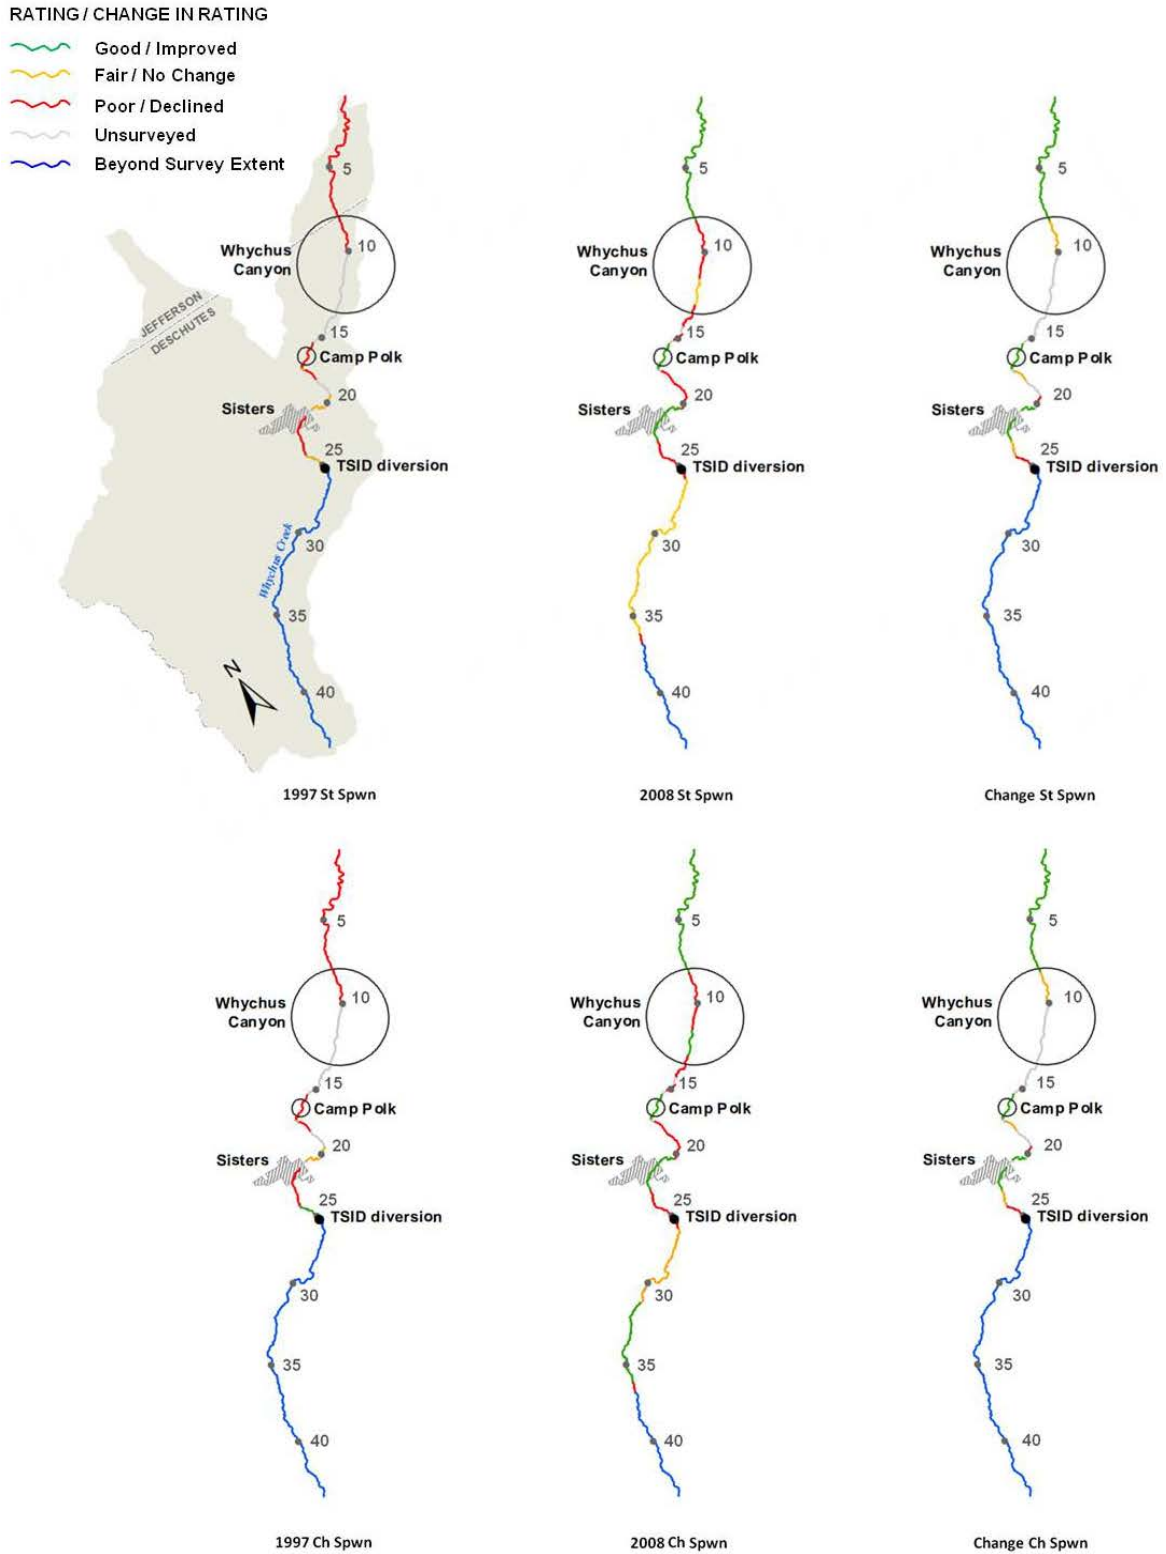 RATING / CHANGE IN RATING
Good / Improved
Fair / No Change
Poor / Declined
Unsurveyed
Beyond Survey Extent
5
Whychus
Canyon
10
JEFFERSON
DESCHUTES
15
Camp Polk
20
Sisters
25
TSID diversion
Whychus Creek
30
35
N
40
1997 St Spwn
5
Whychus
Canyon
10
15
Camp Polk
20
Sisters
25
TSID diversion
30
35
40
2008 St Spwn
5
Whychus
Canyon
10
15
Camp Polk
20
Sisters
25
TSID diversion
30
35
40
Change St Spwn
5
Whychus
Canyon
10
15
Camp Polk
20
Sisters
25
TSID diversion
30
35
40
1997 Ch Spwn
5
Whychus
Canyon
10
15
Camp Polk
20
Sisters
25
TSID diversion
30
35
40
2008 Ch Spwn
5
Whychus
Canyon
10
15
Camp Polk
20
Sisters
25
TSID diversion
30
35
40
Change Ch Spwn